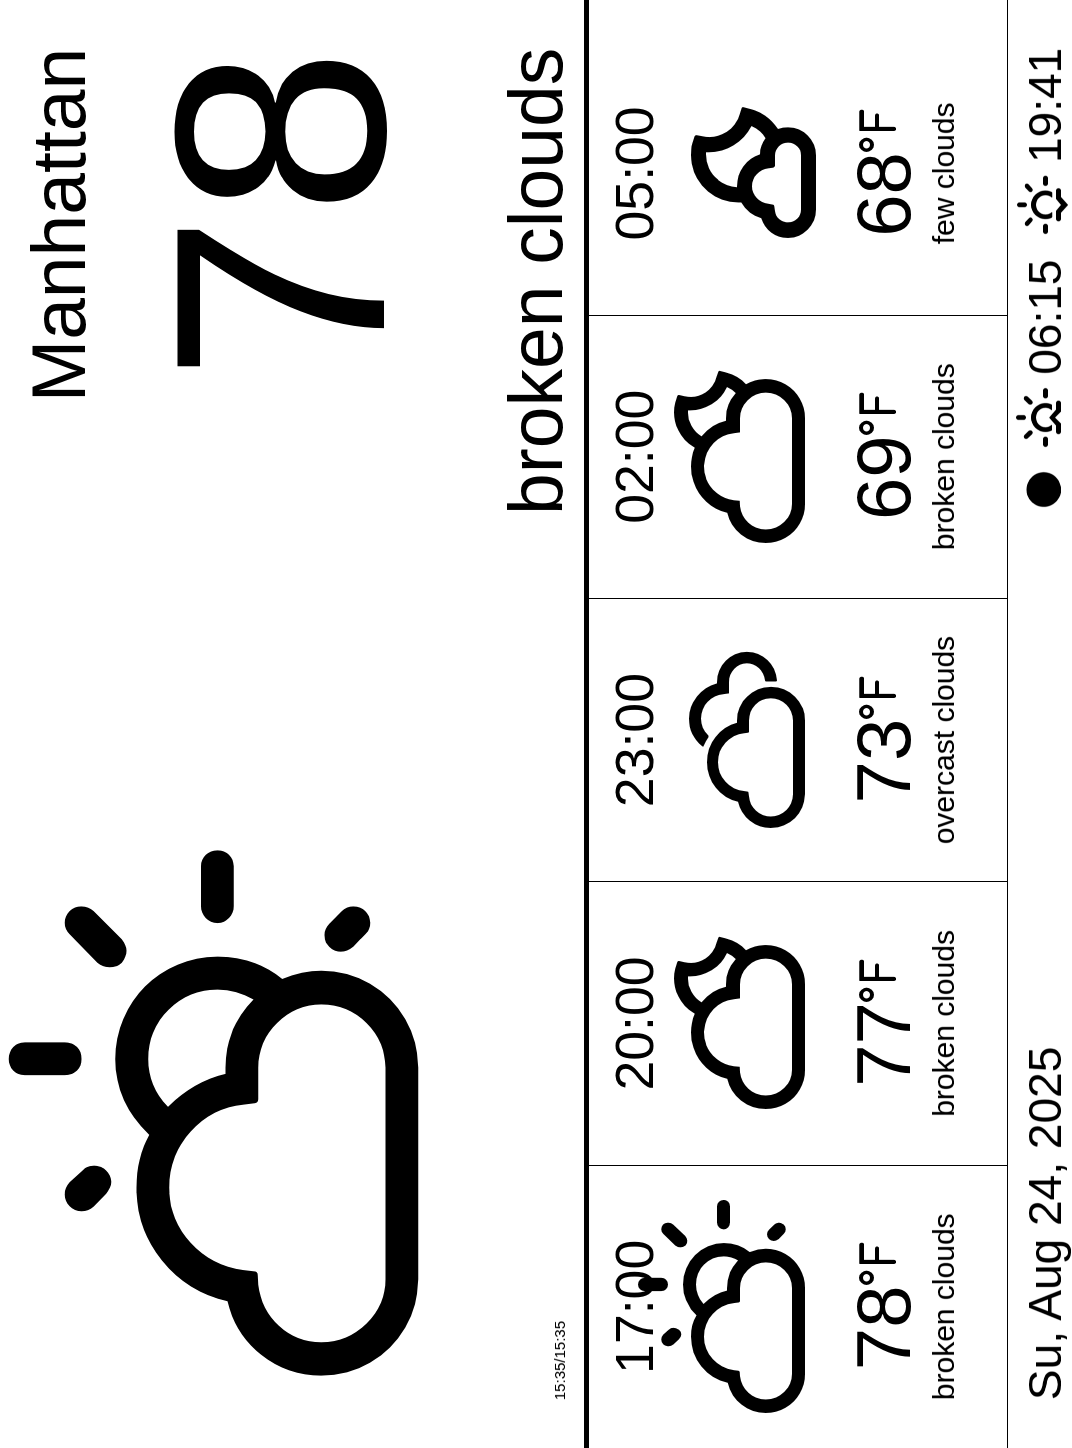 Manhattan
78
broken clouds
15:35/15:35
17:00
78°F
broken clouds
20:00
77°F
broken clouds
23:00
73°F
overcast clouds
02:00
69°F
broken clouds
05:00
68°F
few clouds
Su, Aug 24, 2025
06:15
19:41